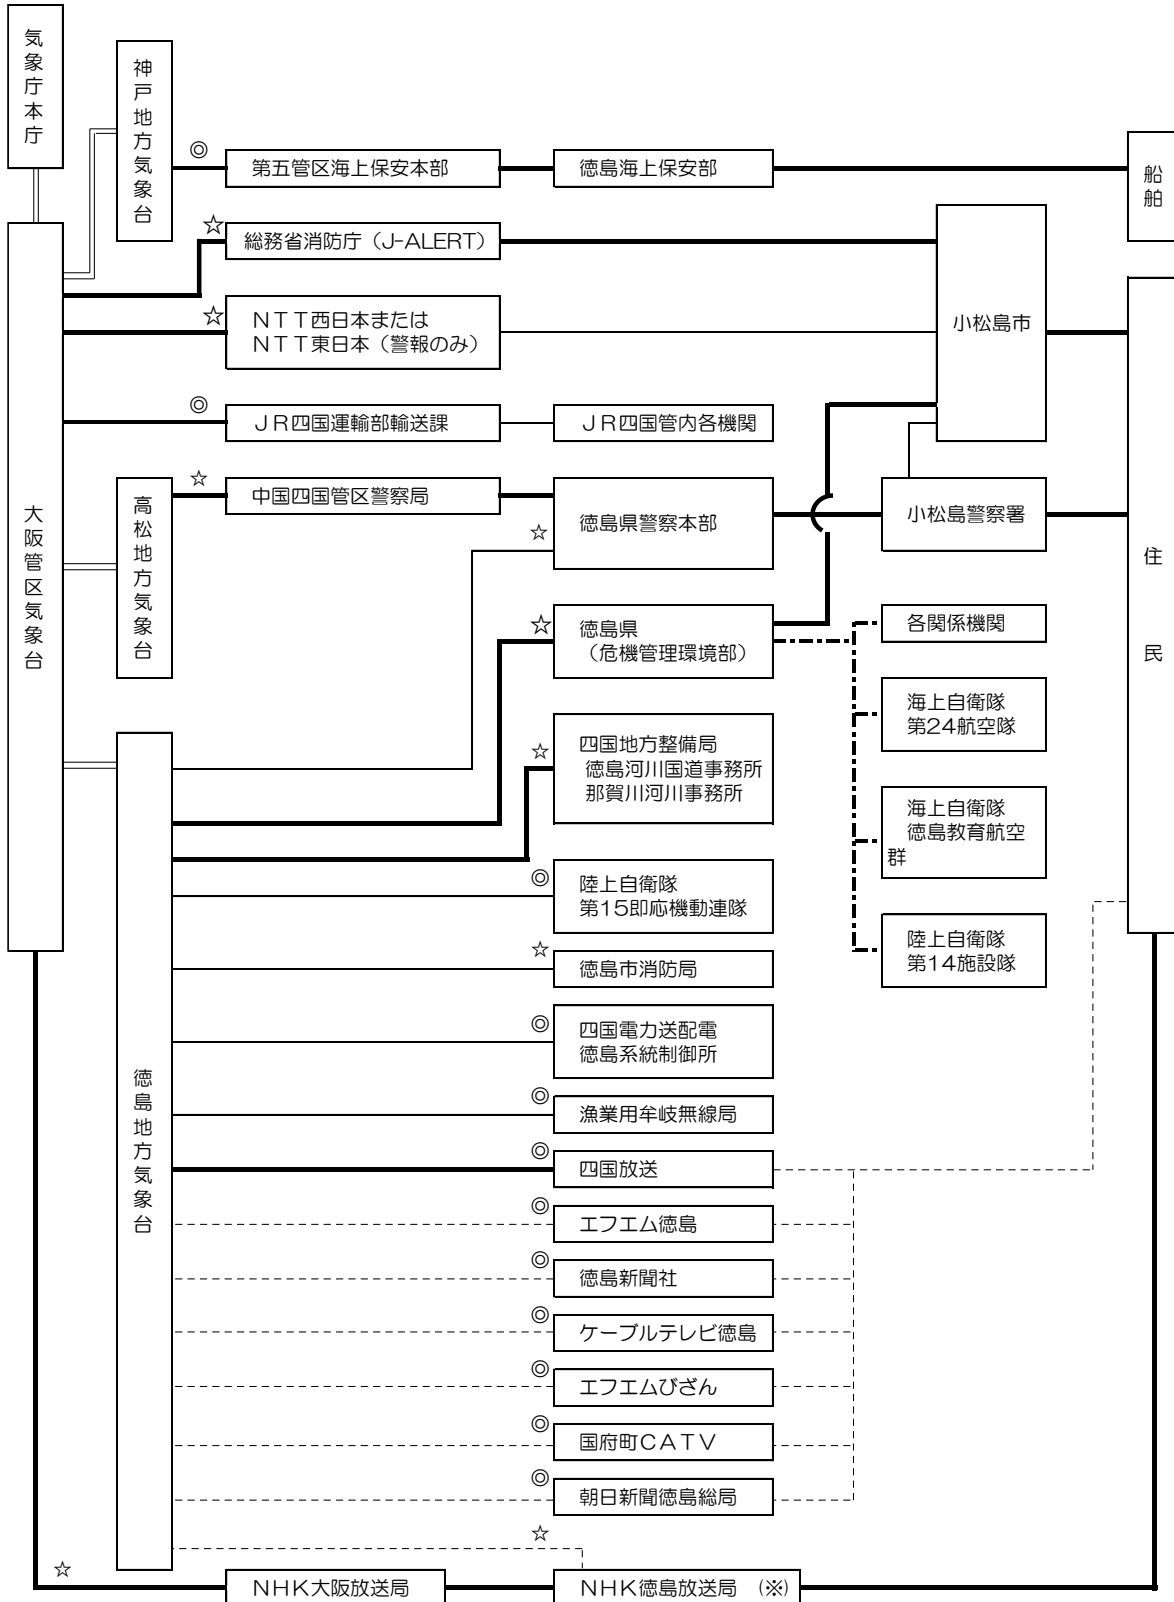 気象庁本庁
神戸地方気象台
◎
第五管区海上保安本部
徳島海上保安部
船舶
☆
総務省消防庁（J-ALERT）
☆
ＮＴＴ西日本または
ＮＴＴ東日本（警報のみ）
小松島市
◎
ＪＲ四国運輸部輸送課
ＪＲ四国管内各機関
大阪管区気象台
高松地方気象台
☆
中国四国管区警察局
☆
徳島県警察本部
小松島警察署
住民
☆
徳島県
（危機管理環境部）
各関係機関
海上自衛隊
第24航空隊
☆
四国地方整備局
徳島河川国道事務所
那賀川河川事務所
海上自衛隊
徳島教育航空
群
◎
陸上自衛隊
第15即応機動連隊
陸上自衛隊
第14施設隊
☆
徳島市消防局
◎
四国電力送配電
徳島系統制御所
徳島地方気象台
◎
漁業用牟岐無線局
◎
四国放送
◎
エフエム徳島
◎
徳島新聞社
◎
ケーブルテレビ徳島
◎
エフエムびざん
◎
国府町ＣＡＴＶ
◎
朝日新聞徳島総局
☆
☆
ＮＨＫ大阪放送局
ＮＨＫ徳島放送局　(※)